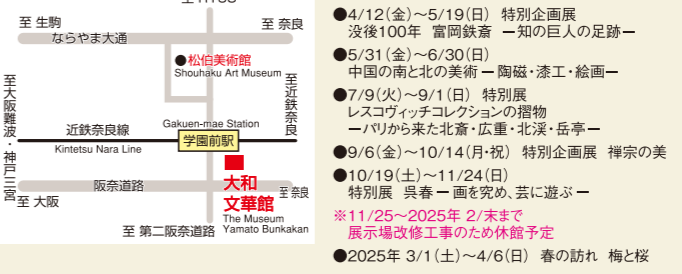 至 生駒
至 奈良
ならやま大通
●松伯美術館
Shouhaku Art Museum
至大阪難波・神戸三宮
至近鉄奈良
近鉄奈良線
Kintetsu Nara Line
Gakuen-mae Station
学園前駅
阪奈道路
至 大阪
至 奈良
大和
文華館
The Museum
Yamato Bunkakan
至 第二阪奈道路
●4/12(金)〜5/19(日) 特別企画展
没後100年 富岡鉄斎 ―知の巨人の足跡―
●5/31(金)〜6/30(日)
中国の南と北の美術 ― 陶磁・漆工・絵画―
●7/9(火)〜9/1(日) 特別展
レスコヴィッチコレクションの摺物
―パリから来た北斎・広重・北渓・岳亭―
●9/6(金)〜10/14(月・祝) 特別企画展 禅宗の美
●10/19(土)〜11/24(日)
特別展 呉春 ― 画を究め、芸に遊ぶ ―
※11/25〜2025年 2/末まで
展示場改修工事のため休館予定
●2025年 3/1(土)〜4/6(日) 春の訪れ 梅と桜